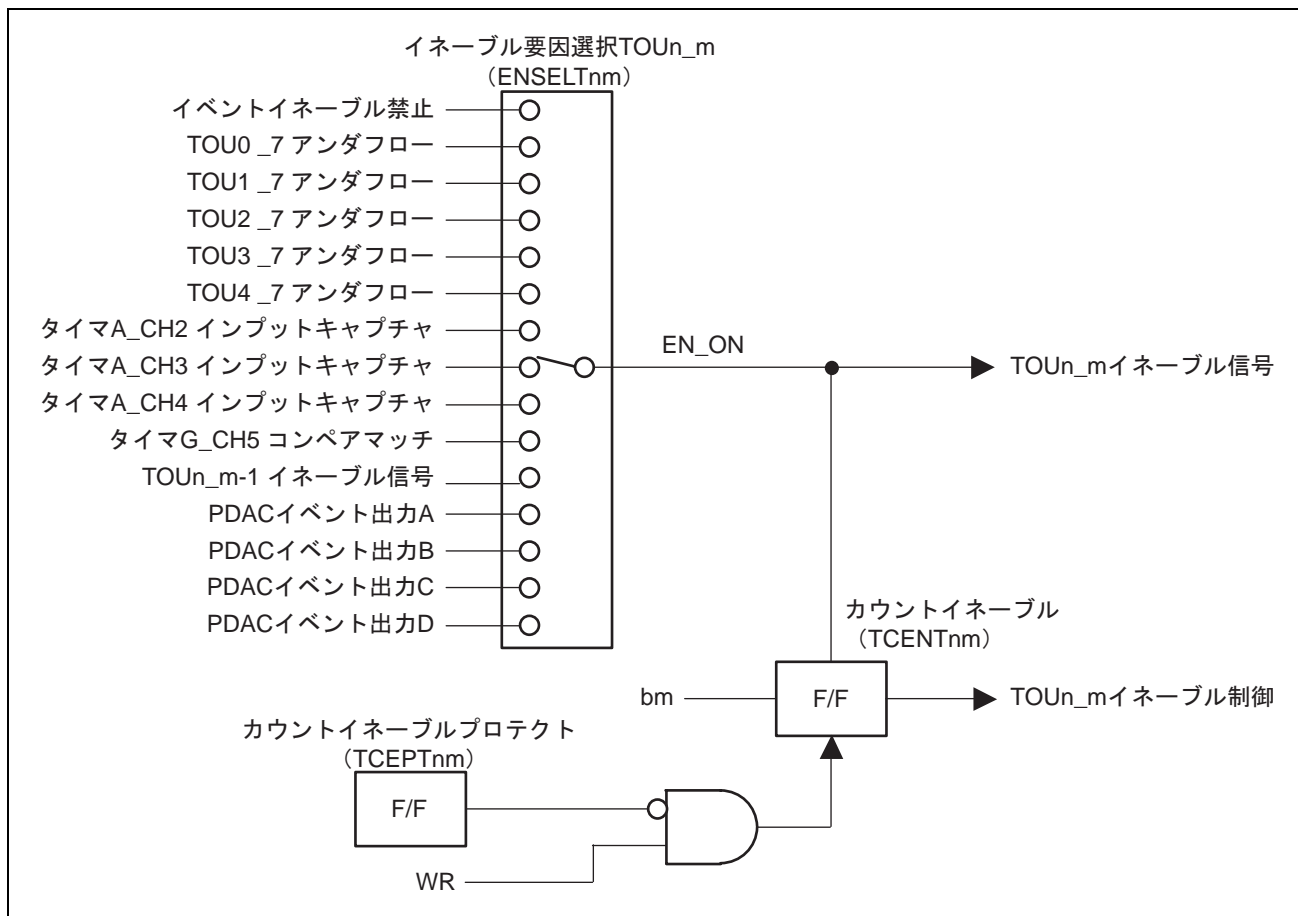 イネーブル要因選択TOUn_m
（ENSELTnm）
イベントイネーブル禁止
TOU0 _7 アンダフロー
TOU1 _7 アンダフロー
TOU2 _7 アンダフロー
TOU3 _7 アンダフロー
TOU4 _7 アンダフロー
タイマA_CH2 インプットキャプチャ
タイマA_CH3 インプットキャプチャ
タイマA_CH4 インプットキャプチャ
タイマG_CH5 コンペアマッチ
TOUn_m-1 イネーブル信号
PDACイベント出力A
PDACイベント出力B
PDACイベント出力C
PDACイベント出力D
EN_ON
TOUn_mイネーブル信号
カウントイネーブル
（TCENTnm）
bm
F/F
TOUn_mイネーブル制御
カウントイネーブルプロテクト
（TCEPTnm）
F/F
WR